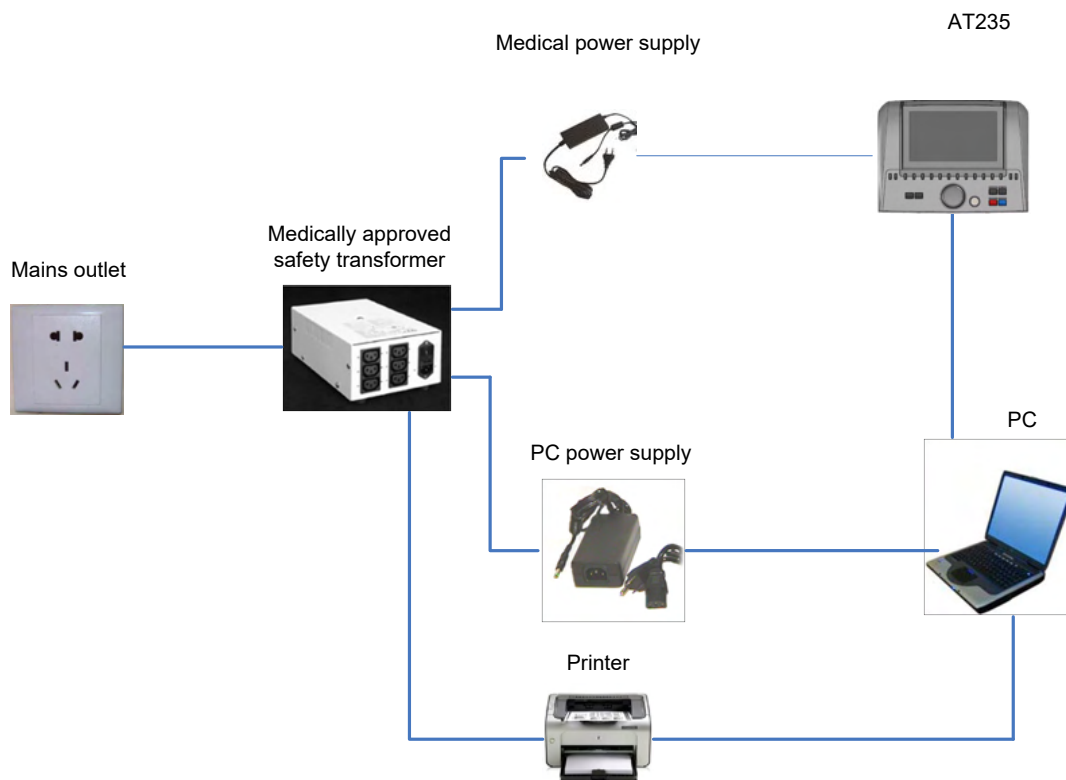 AT235
Medical power supply
Medically approved
safety transformer
Mains outlet
PC
PC power supply
Printer